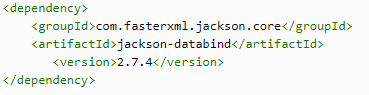 <dependency>
    <groupId>com.fasterxml.jackson.core</groupId>
    <artifactId>jackson-databind</artifactId>
      <version>2.7.4</version>
</dependency>